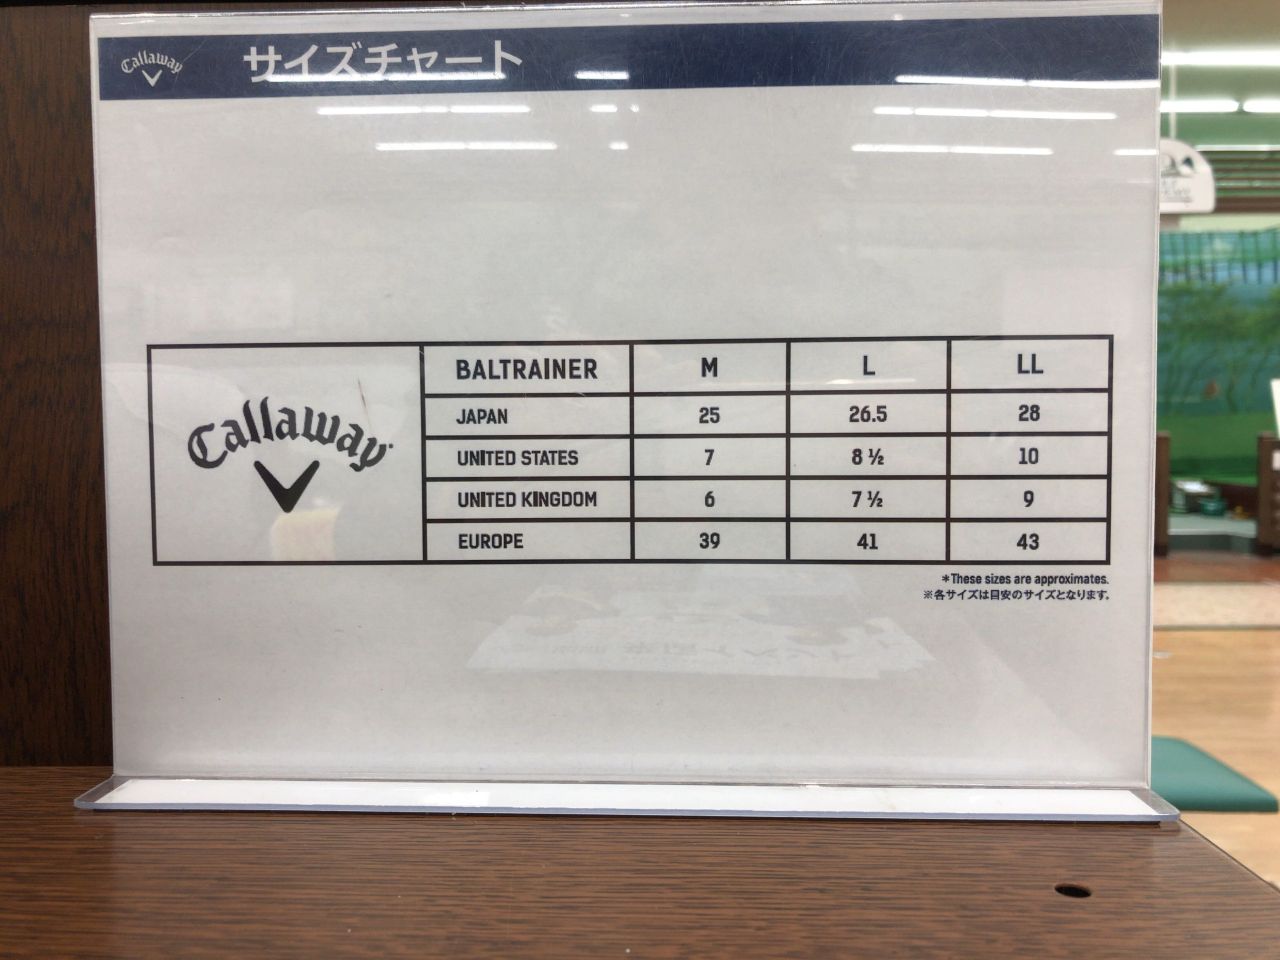 Callaway サイズチャート
Callaway
BALTRAINER M L LL
JAPAN 25 26.5 28
UNITED STATES 7 8 ½ 10
UNITED KINGDOM 6 7 ½ 9
EUROPE 39 41 43
*These sizes are approximates.
※各サイズは目安のサイズとなります。